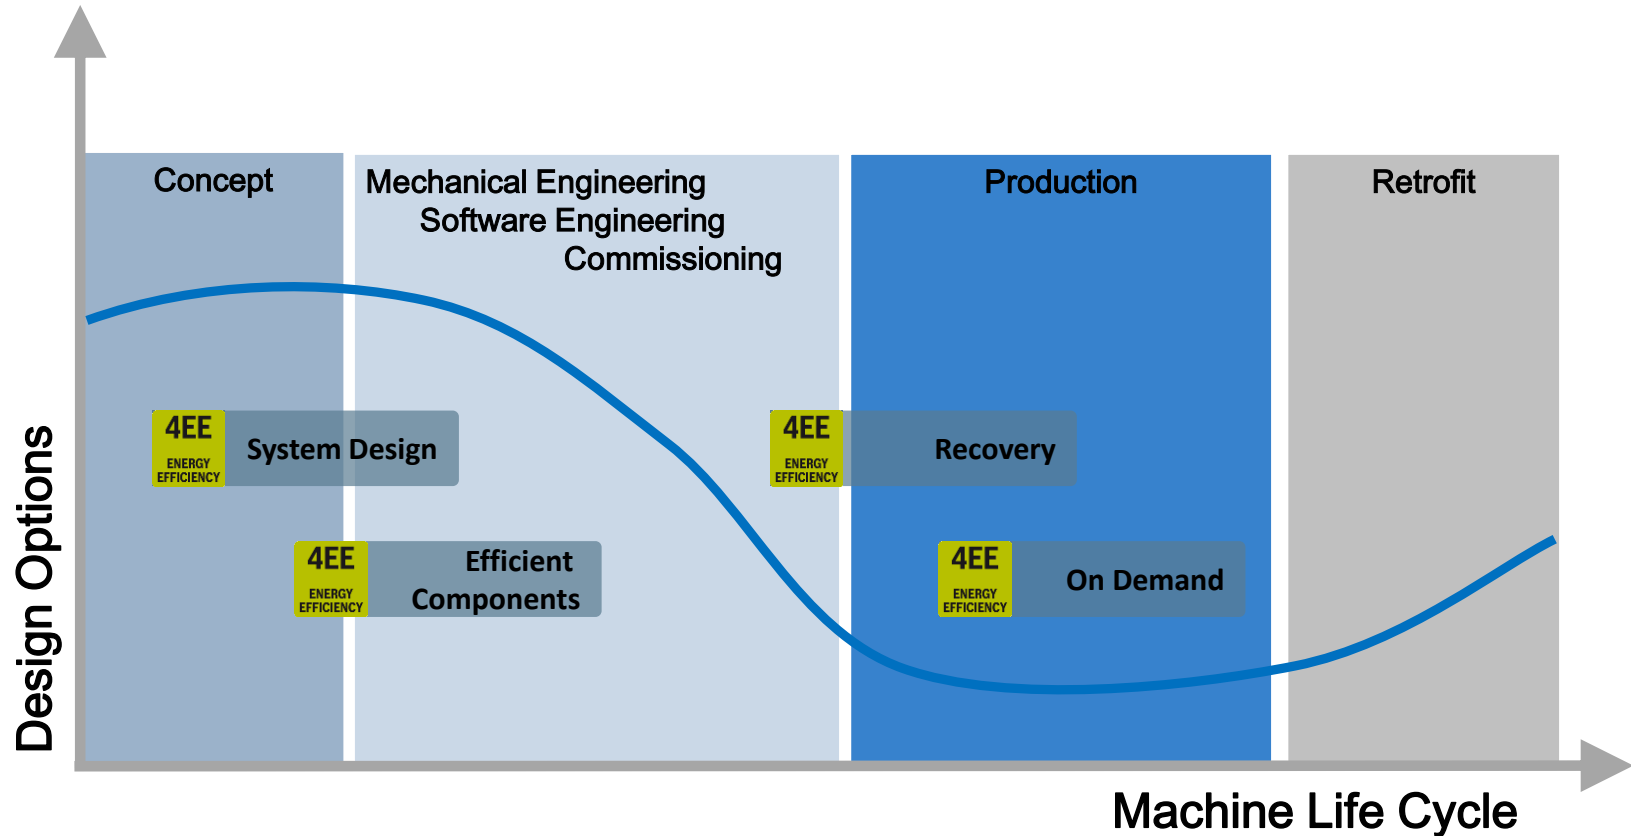 Concept
Mechanical Engineering
Software Engineering
Commissioning
Production
Retrofit
4EE
ENERGY
EFFICIENCY
System Design
4EE
ENERGY
EFFICIENCY
Recovery
4EE
ENERGY
EFFICIENCY
Efficient
Components
4EE
ENERGY
EFFICIENCY
On Demand
Design Options
Machine Life Cycle